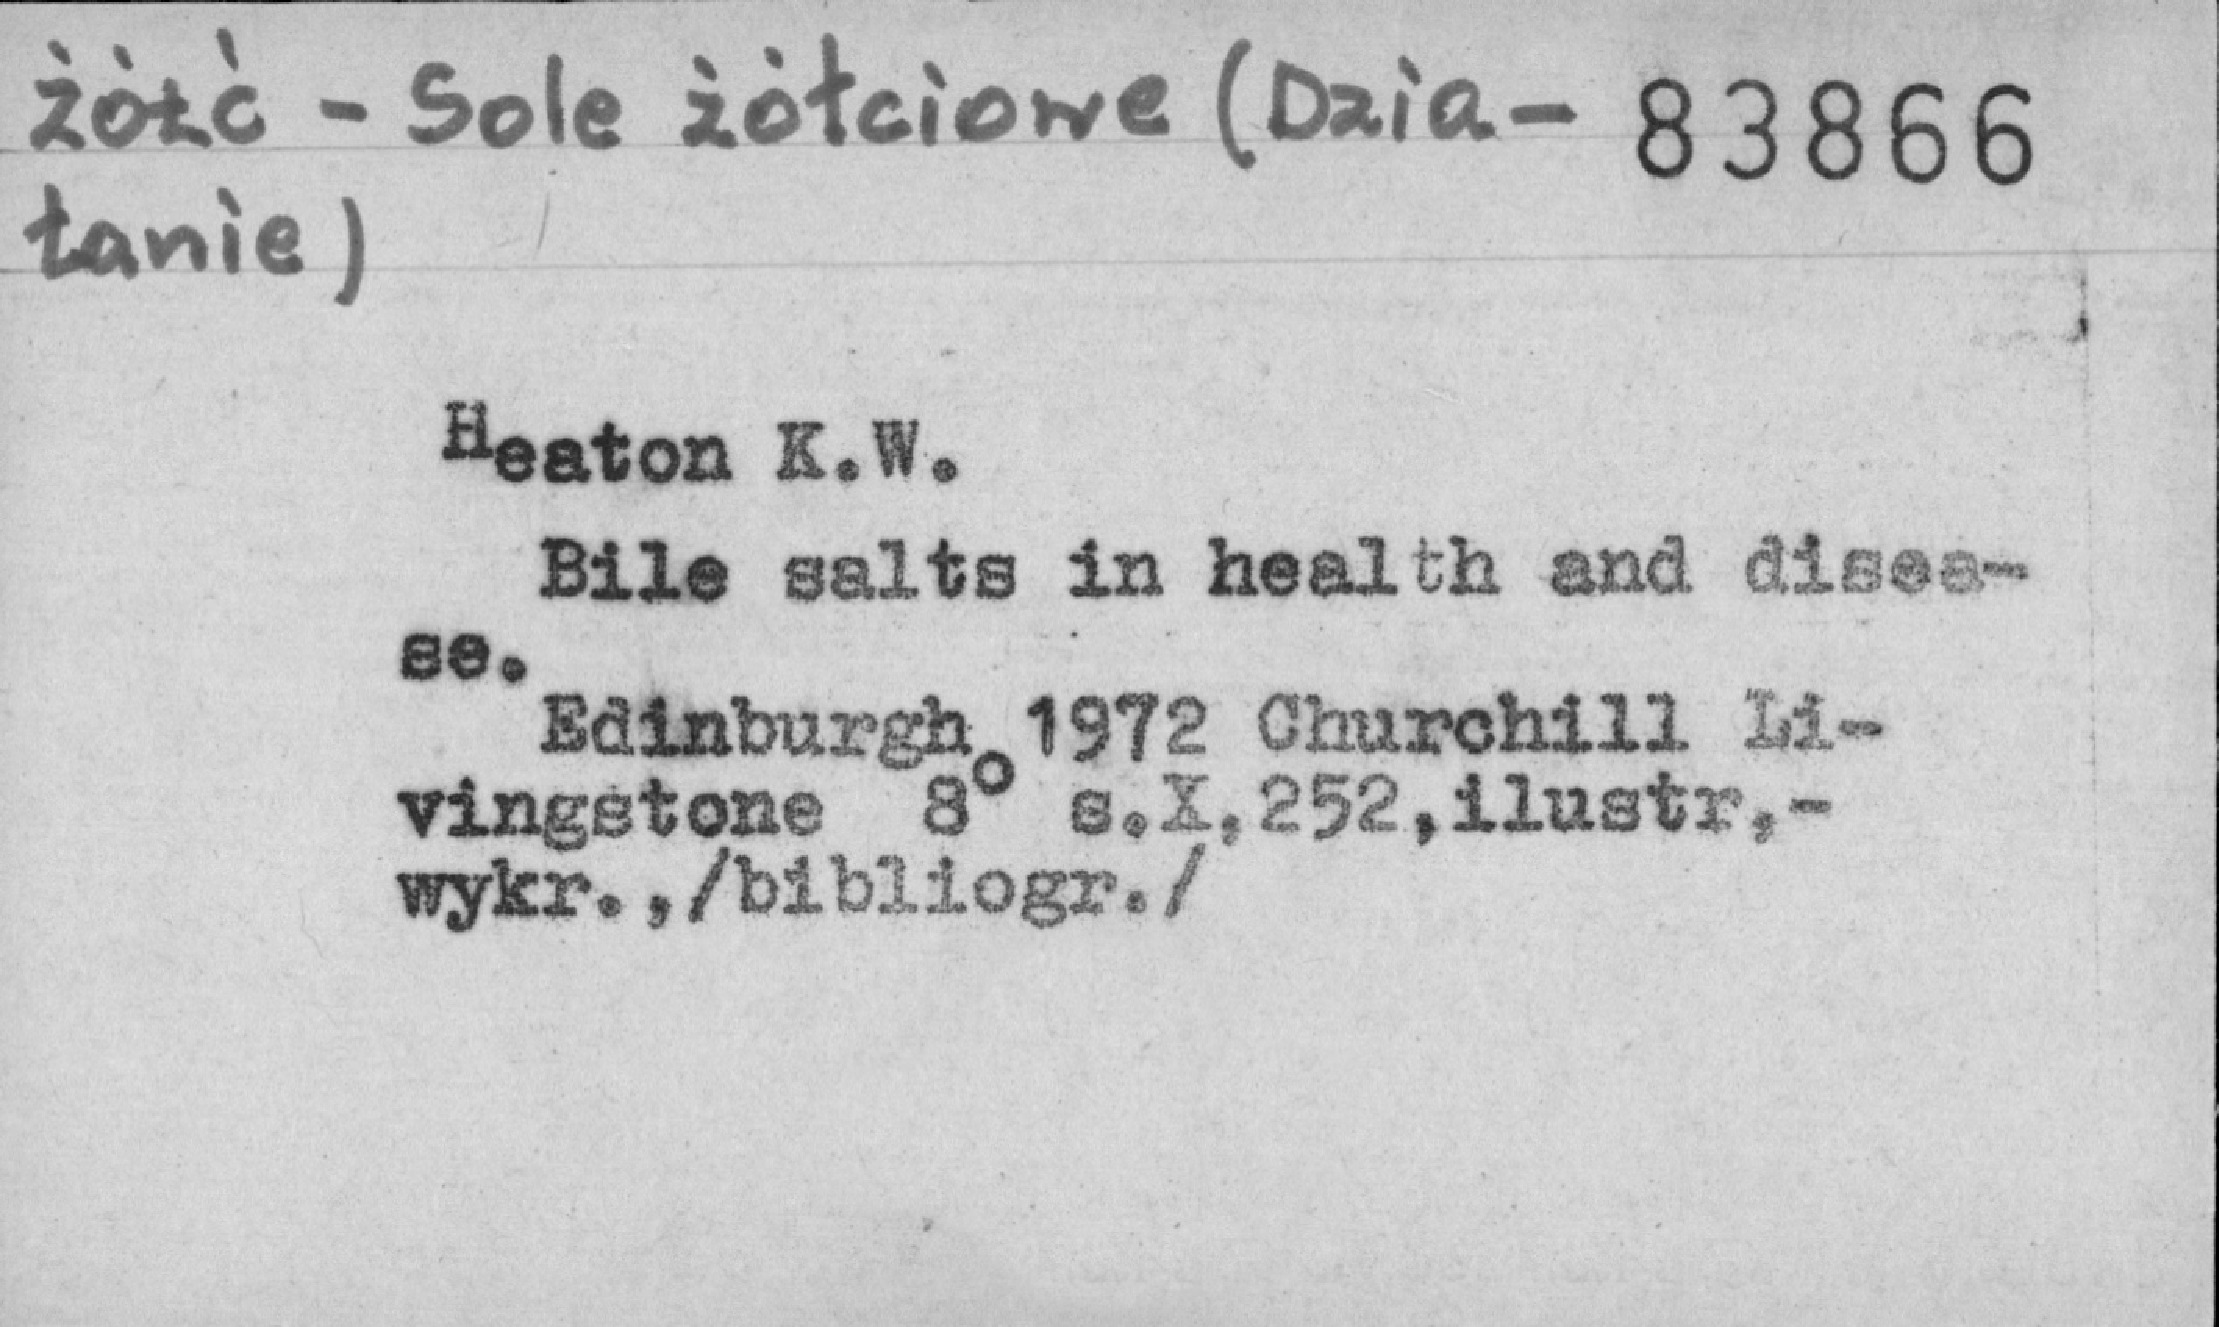 żółć - Sole żółciowe (Dzia- 83866
łanie)
Heaton K.W.
Bile salts in health and disea-
se.
Edinburgh 1972 Churchill Li-
vingstone 8° s.X,252,ilustr,-
wykr.,/bibliogr./